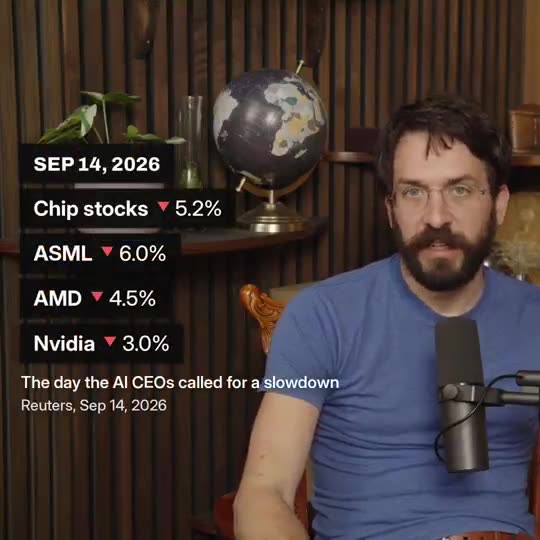 SEP 14, 2026
Chip stocks ▼ 5.2%
ASML ▼ 6.0%
AMD ▼ 4.5%
Nvidia ▼ 3.0%
The day the AI CEOs called for a slowdown
Reuters, Sep 14, 2026